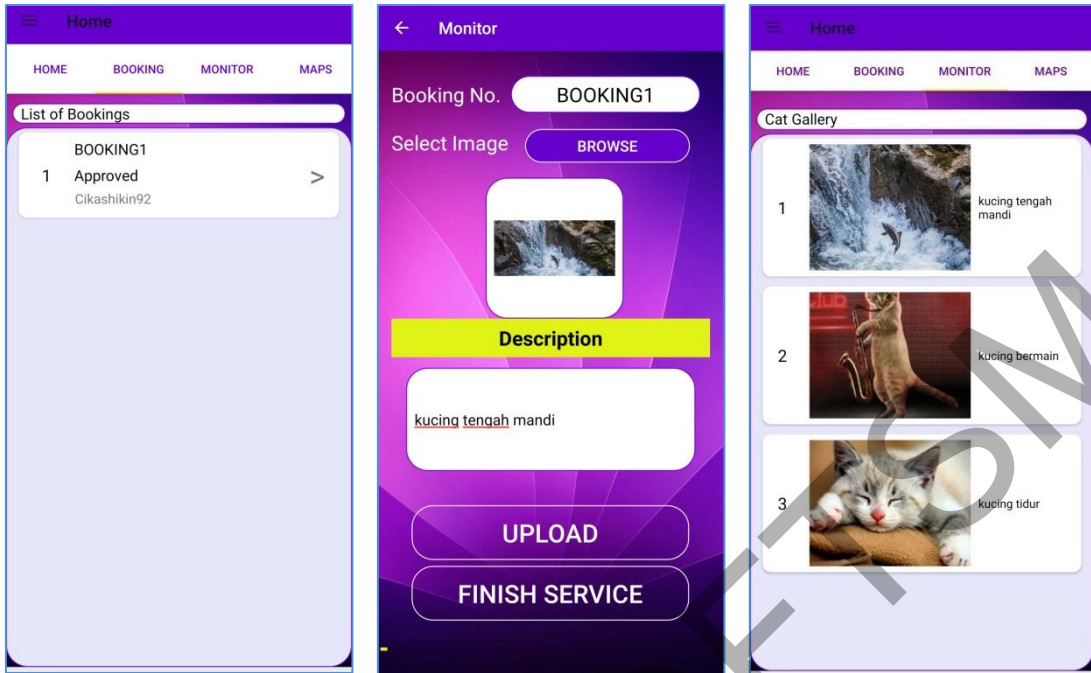 Home
HOME BOOKING MONITOR MAPS
List of Bookings
BOOKING1
1 Approved >
Cikashikin92
Monitor
Booking No. BOOKING1
Select Image BROWSE
Description
kucing tengah mandi
UPLOAD
FINISH SERVICE
Home
HOME BOOKING MONITOR MAPS
Cat Gallery
1 kucing tengah
mandi
club
2 kucing bermain
3 kucing tidur
FTSM